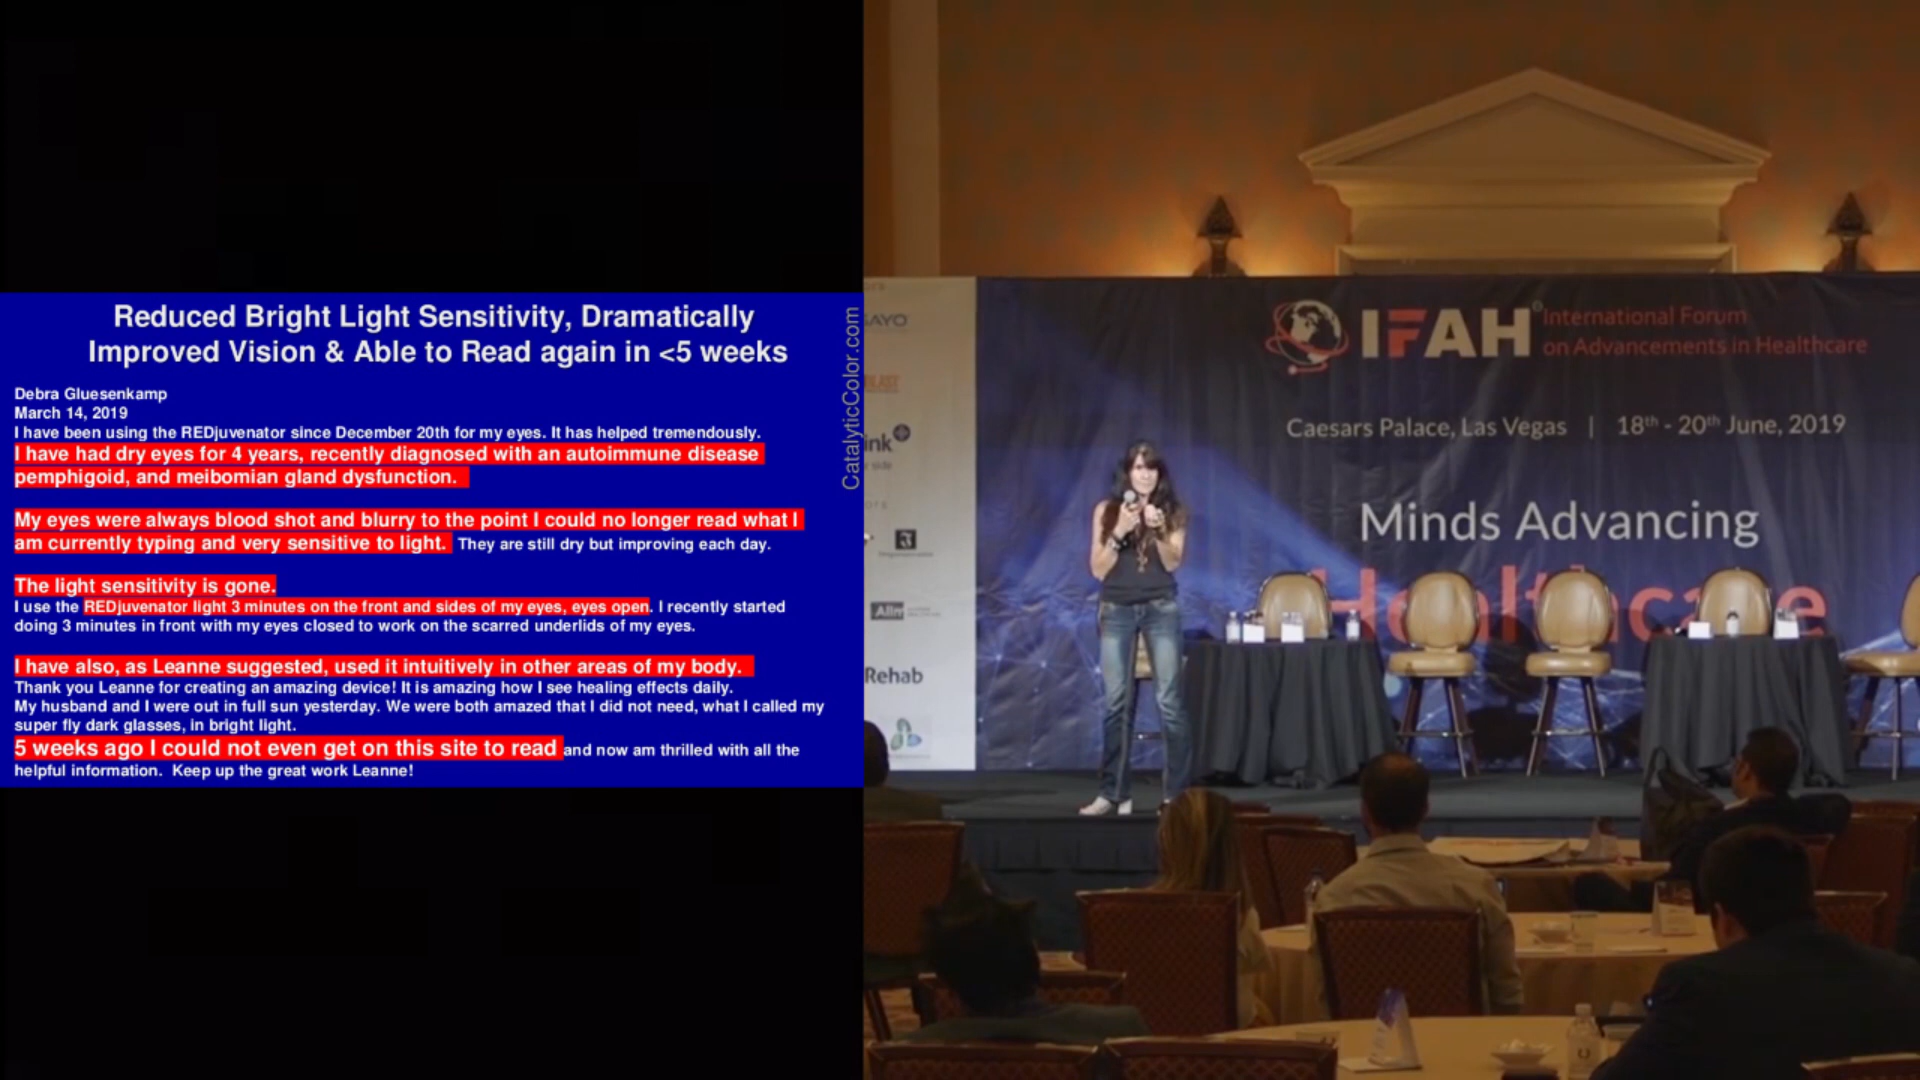 Reduced Bright Light Sensitivity, Dramatically
Improved Vision & Able to Read again in <5 weeks
Debra Gluesenkamp
March 14, 2019
I have been using the REDjuvenator since December 20th for my eyes. It has helped tremendously.
I have had dry eyes for 4 years, recently diagnosed with an autoimmune disease
pemphigoid, and meibomian gland dysfunction.
My eyes were always blood shot and blurry to the point I could no longer read what I
am currently typing and very sensitive to light. They are still dry but improving each day.
The light sensitivity is gone.
I use the REDjuvenator light 3 minutes on the front and sides of my eyes, eyes open. I recently started
doing 3 minutes in front with my eyes closed to work on the scarred underlids of my eyes.
I have also, as Leanne suggested, used it intuitively in other areas of my body.
Thank you Leanne for creating an amazing device! It is amazing how I see healing effects daily.
My husband and I were out in full sun yesterday. We were both amazed that I did not need, what I called my
super fly dark glasses, in bright light.
5 weeks ago I could not even get on this site to read and now am thrilled with all the
helpful information. Keep up the great work Leanne!
CatalyticColor.com
IFAH® International Forum
on Advancements in Healthcare
Caesars Palace, Las Vegas | 18th - 20th June, 2019
Minds Advancing
Healthcare
Rehab